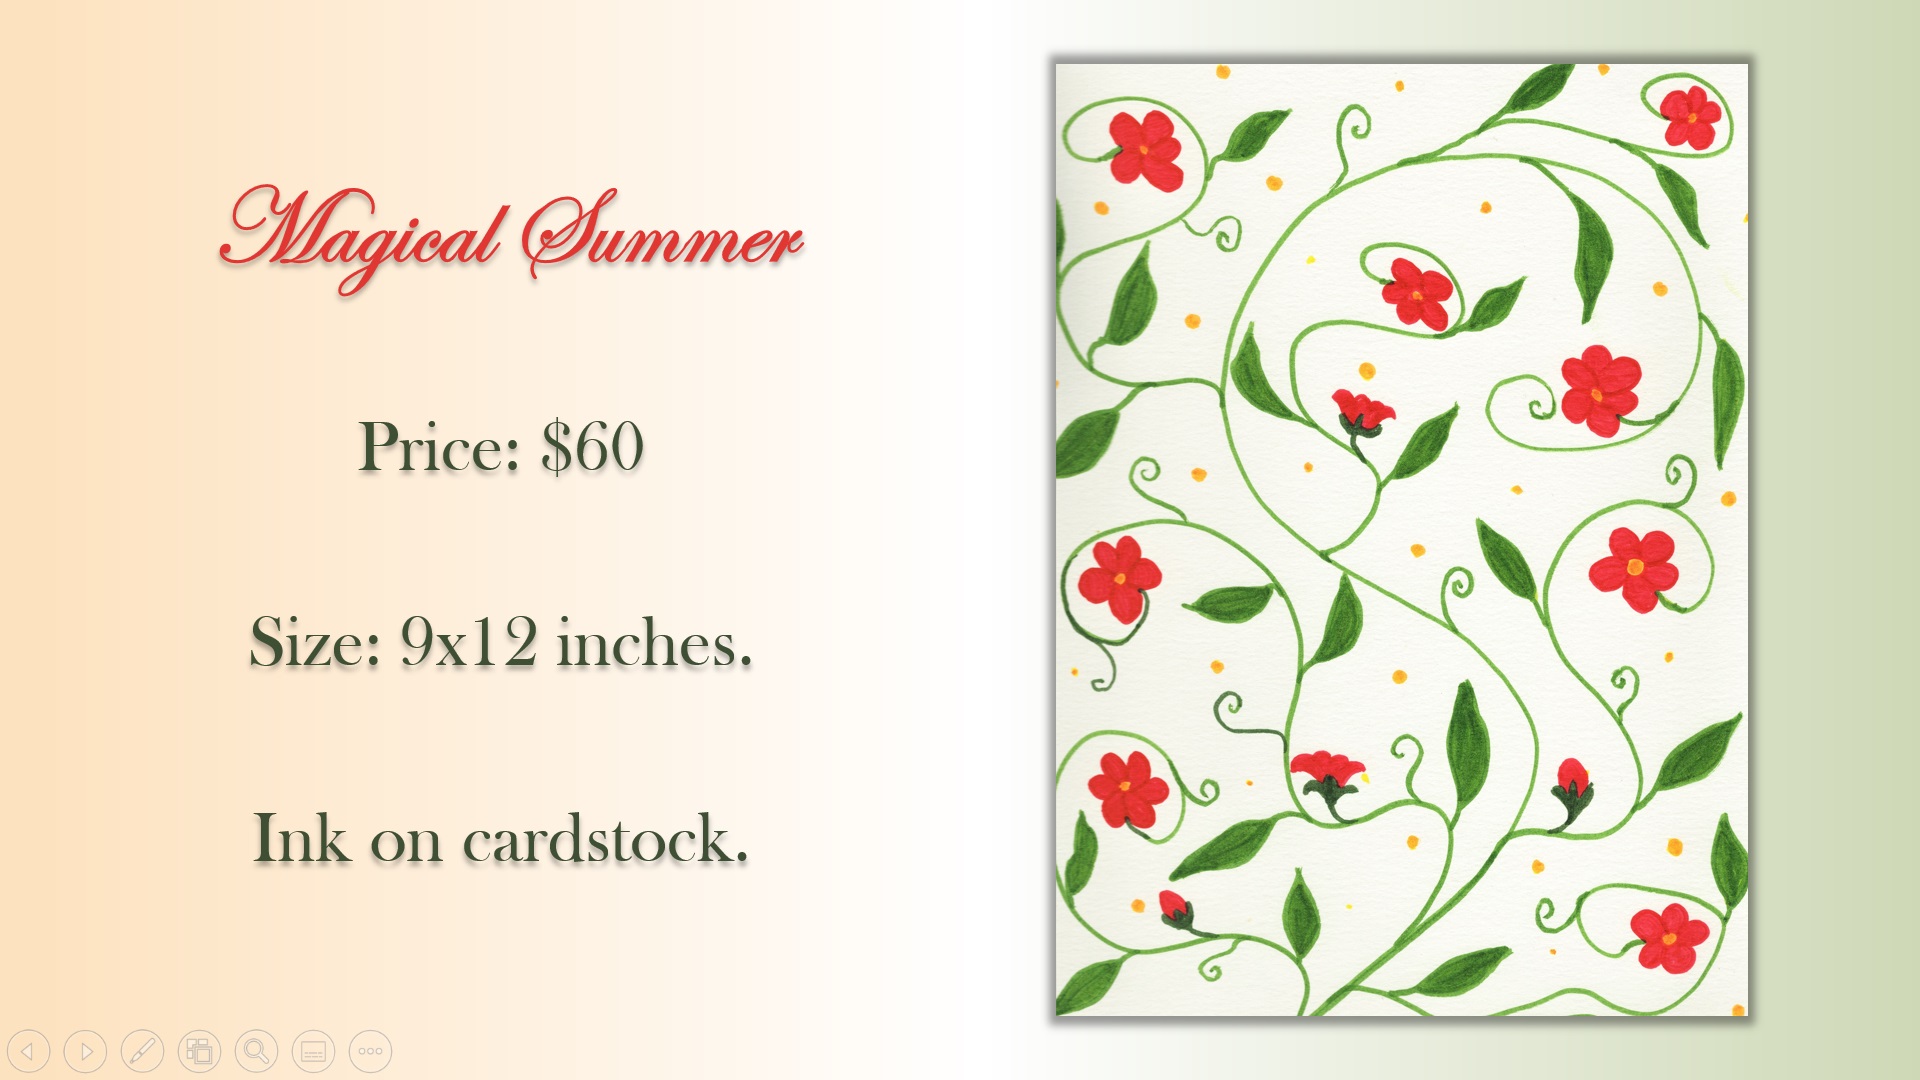 Magical Summer
Price: $60
Size: 9x12 inches.
Ink on cardstock.